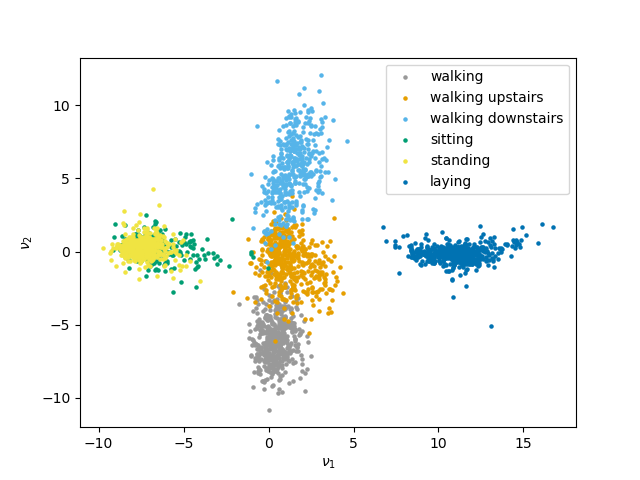 walking
walking upstairs
walking downstairs
sitting
standing
laying
10
5
0
−5
−10
ν2
−10
−5
0
5
10
15
ν1